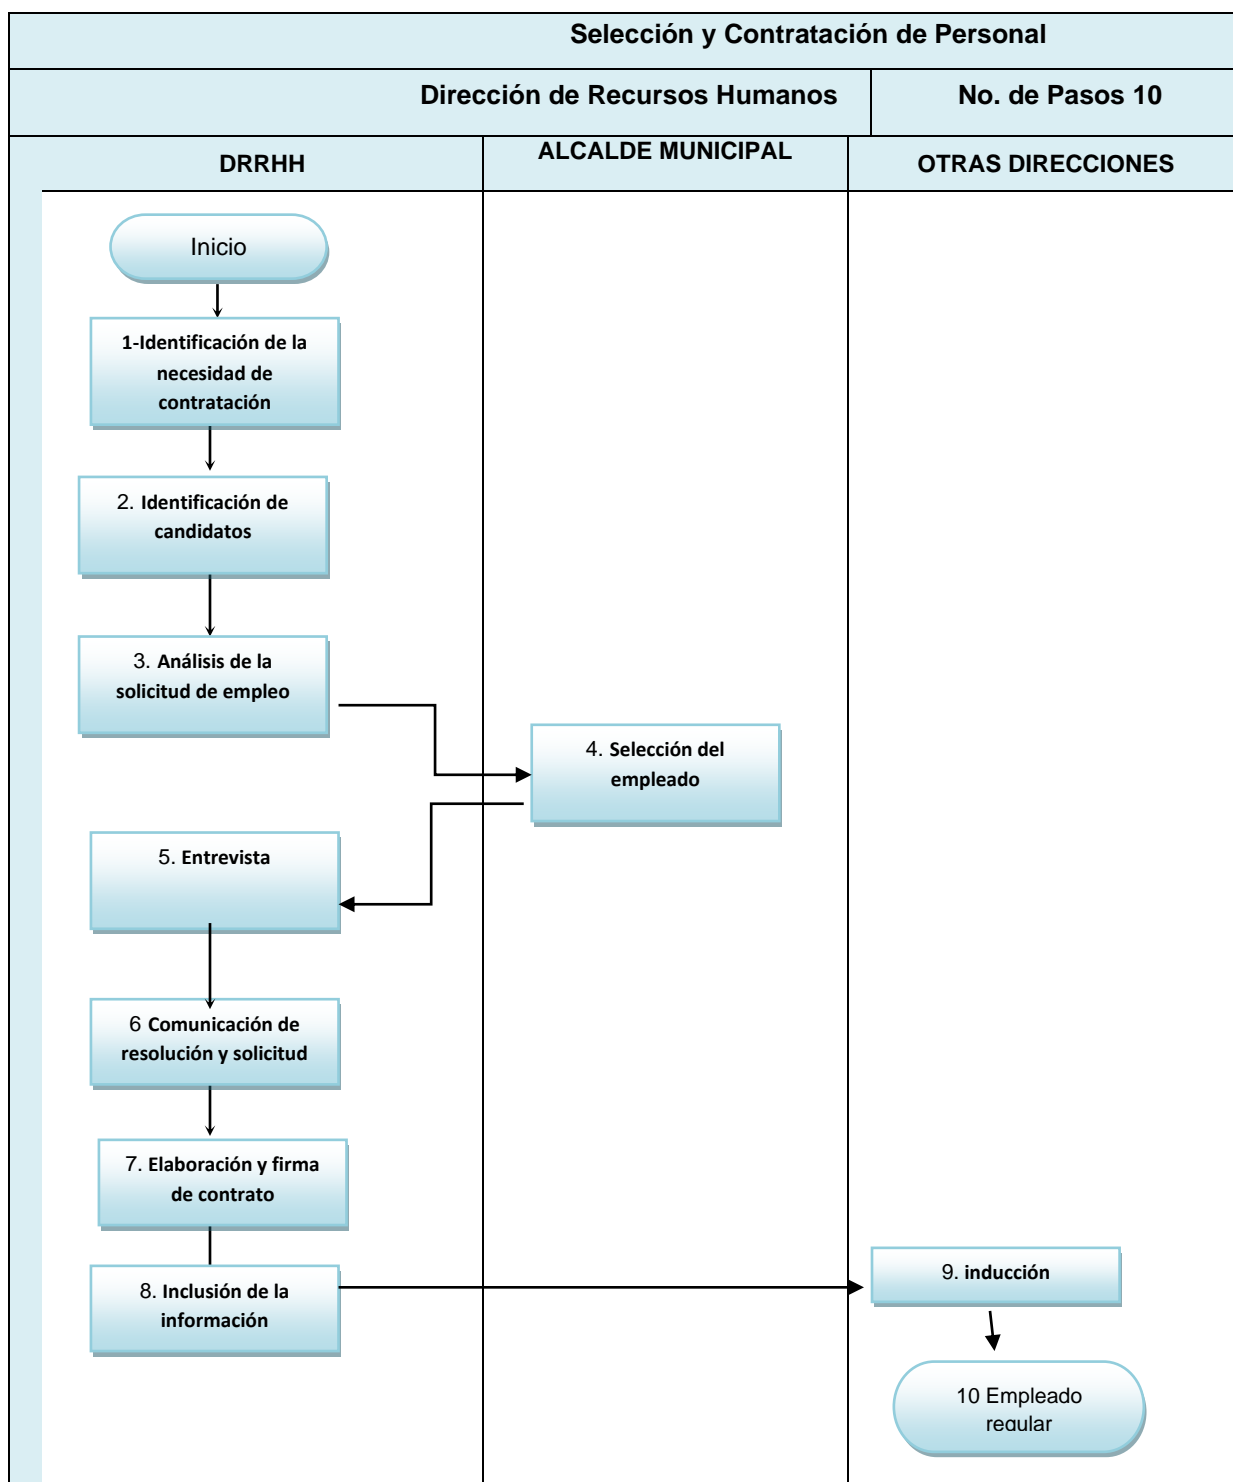 Selección y Contratación de Personal
Dirección de Recursos Humanos
No. de Pasos 10
DRRHH
ALCALDE MUNICIPAL
OTRAS DIRECCIONES
Inicio
1-Identificación de la
necesidad de
contratación
2. Identificación de
candidatos
3. Análisis de la
solicitud de empleo
4. Selección del
empleado
5. Entrevista
6 Comunicación de
resolución y solicitud
7. Elaboración y firma
de contrato
8. Inclusión de la
información
9. inducción
10 Empleado
regular